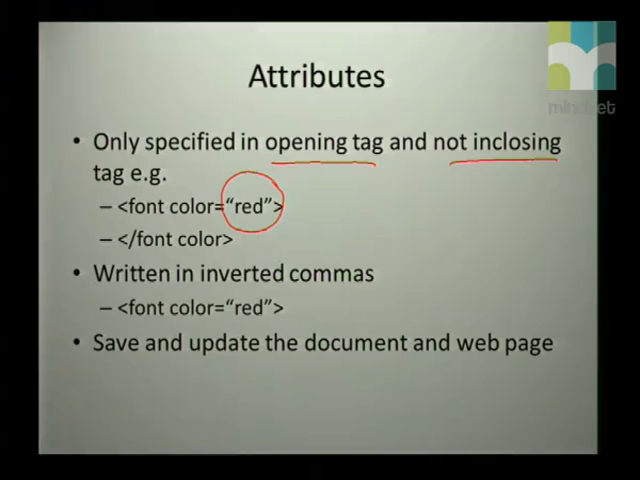 mindset
Attributes
• Only specified in opening tag and not inclosing
tag e.g.
– <font color=“red”>
– </font color>
• Written in inverted commas
– <font color=“red”>
• Save and update the document and web page